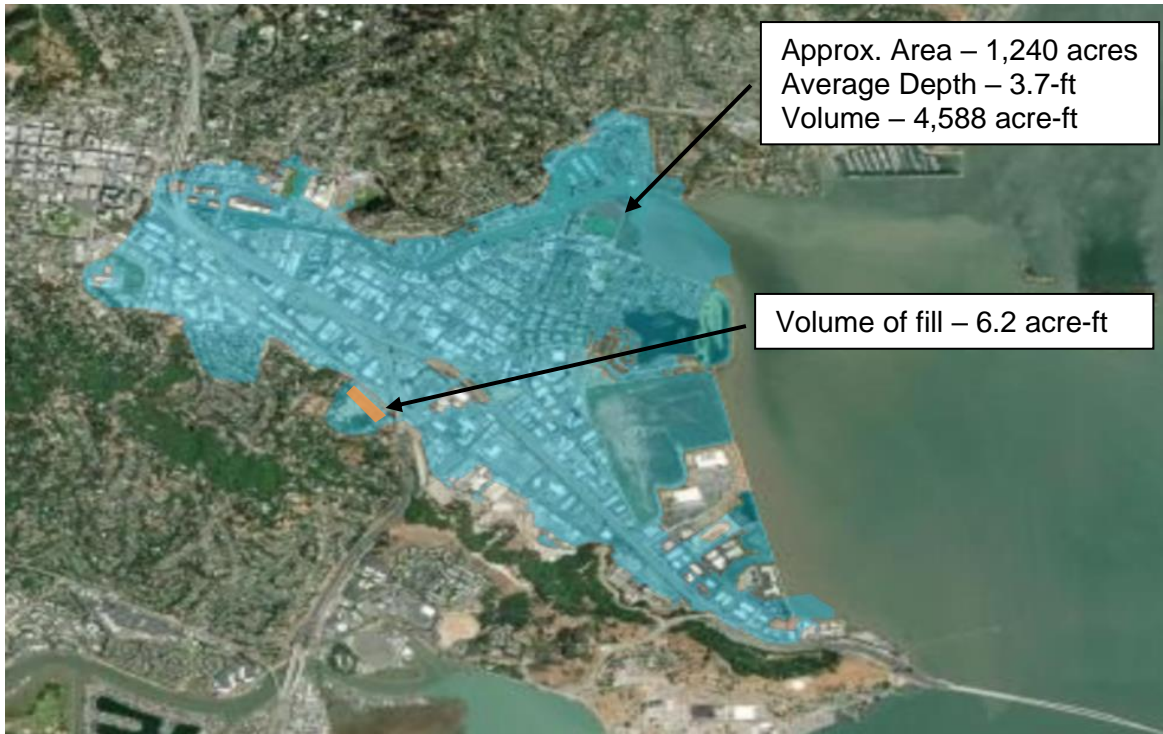 Approx. Area – 1,240 acres
Average Depth – 3.7-ft
Volume – 4,588 acre-ft
Volume of fill – 6.2 acre-ft